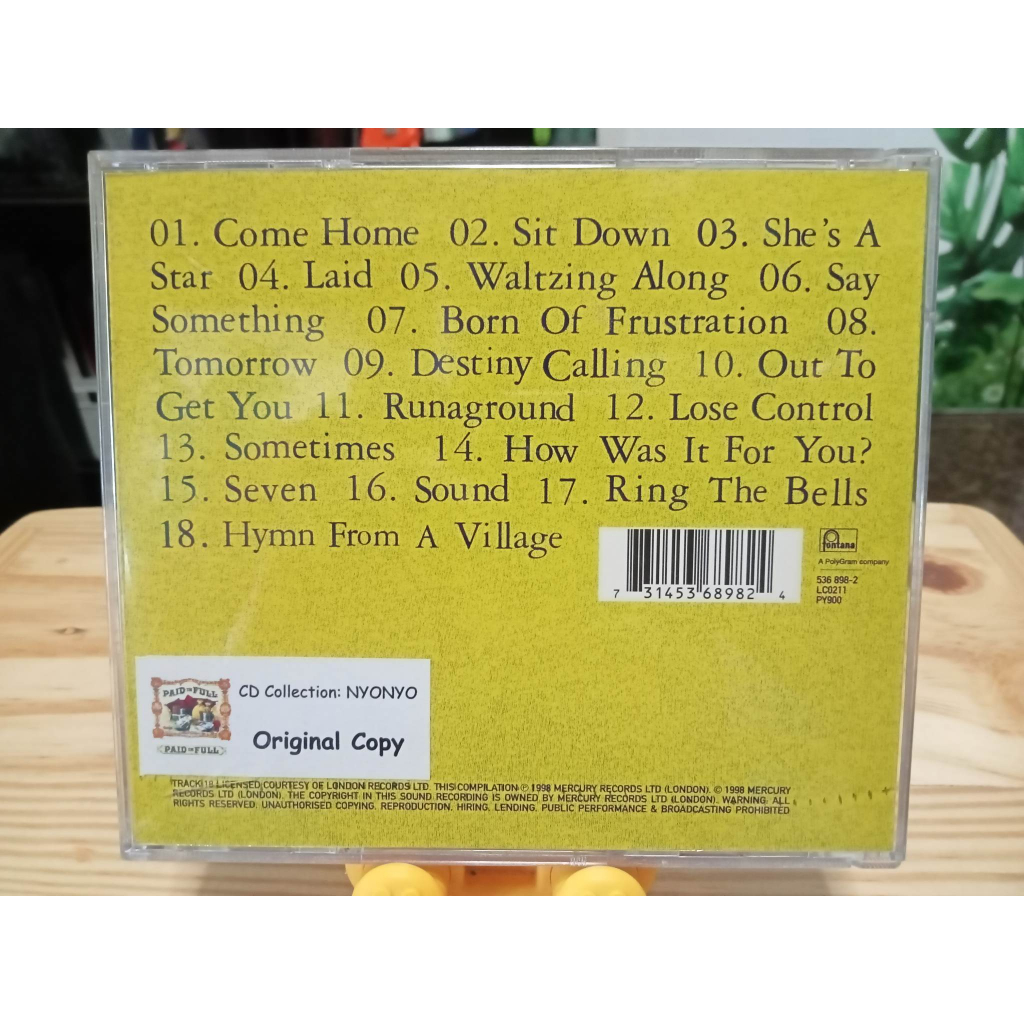 01. Come Home 02. Sit Down 03. She's A
Star 04. Laid 05. Waltzing Along 06. Say
Something 07. Born Of Frustration 08.
Tomorrow 09. Destiny Calling 10. Out To
Get You 11. Runaground 12. Lose Control
13. Sometimes 14. How Was It For You?
15. Seven 16. Sound 17. Ring The Bells
18. Hymn From A Village
7 31453 68982 4
fontana
A PolyGram company
536 898-2
LC0211
PY900
PAID IN FULL
PAID IN FULL
CD Collection: NYONYO
Original Copy
TRACK 18 LICENSED COURTESY OF LONDON RECORDS LTD. THIS COMPILATION ℗ 1998 MERCURY RECORDS LTD (LONDON). © 1998 MERCURY
RECORDS LTD (LONDON). THE COPYRIGHT IN THIS SOUND RECORDING IS OWNED BY MERCURY RECORDS LTD (LONDON). WARNING: ALL
RIGHTS RESERVED. UNAUTHORISED COPYING, REPRODUCTION, HIRING, LENDING, PUBLIC PERFORMANCE & BROADCASTING PROHIBITED